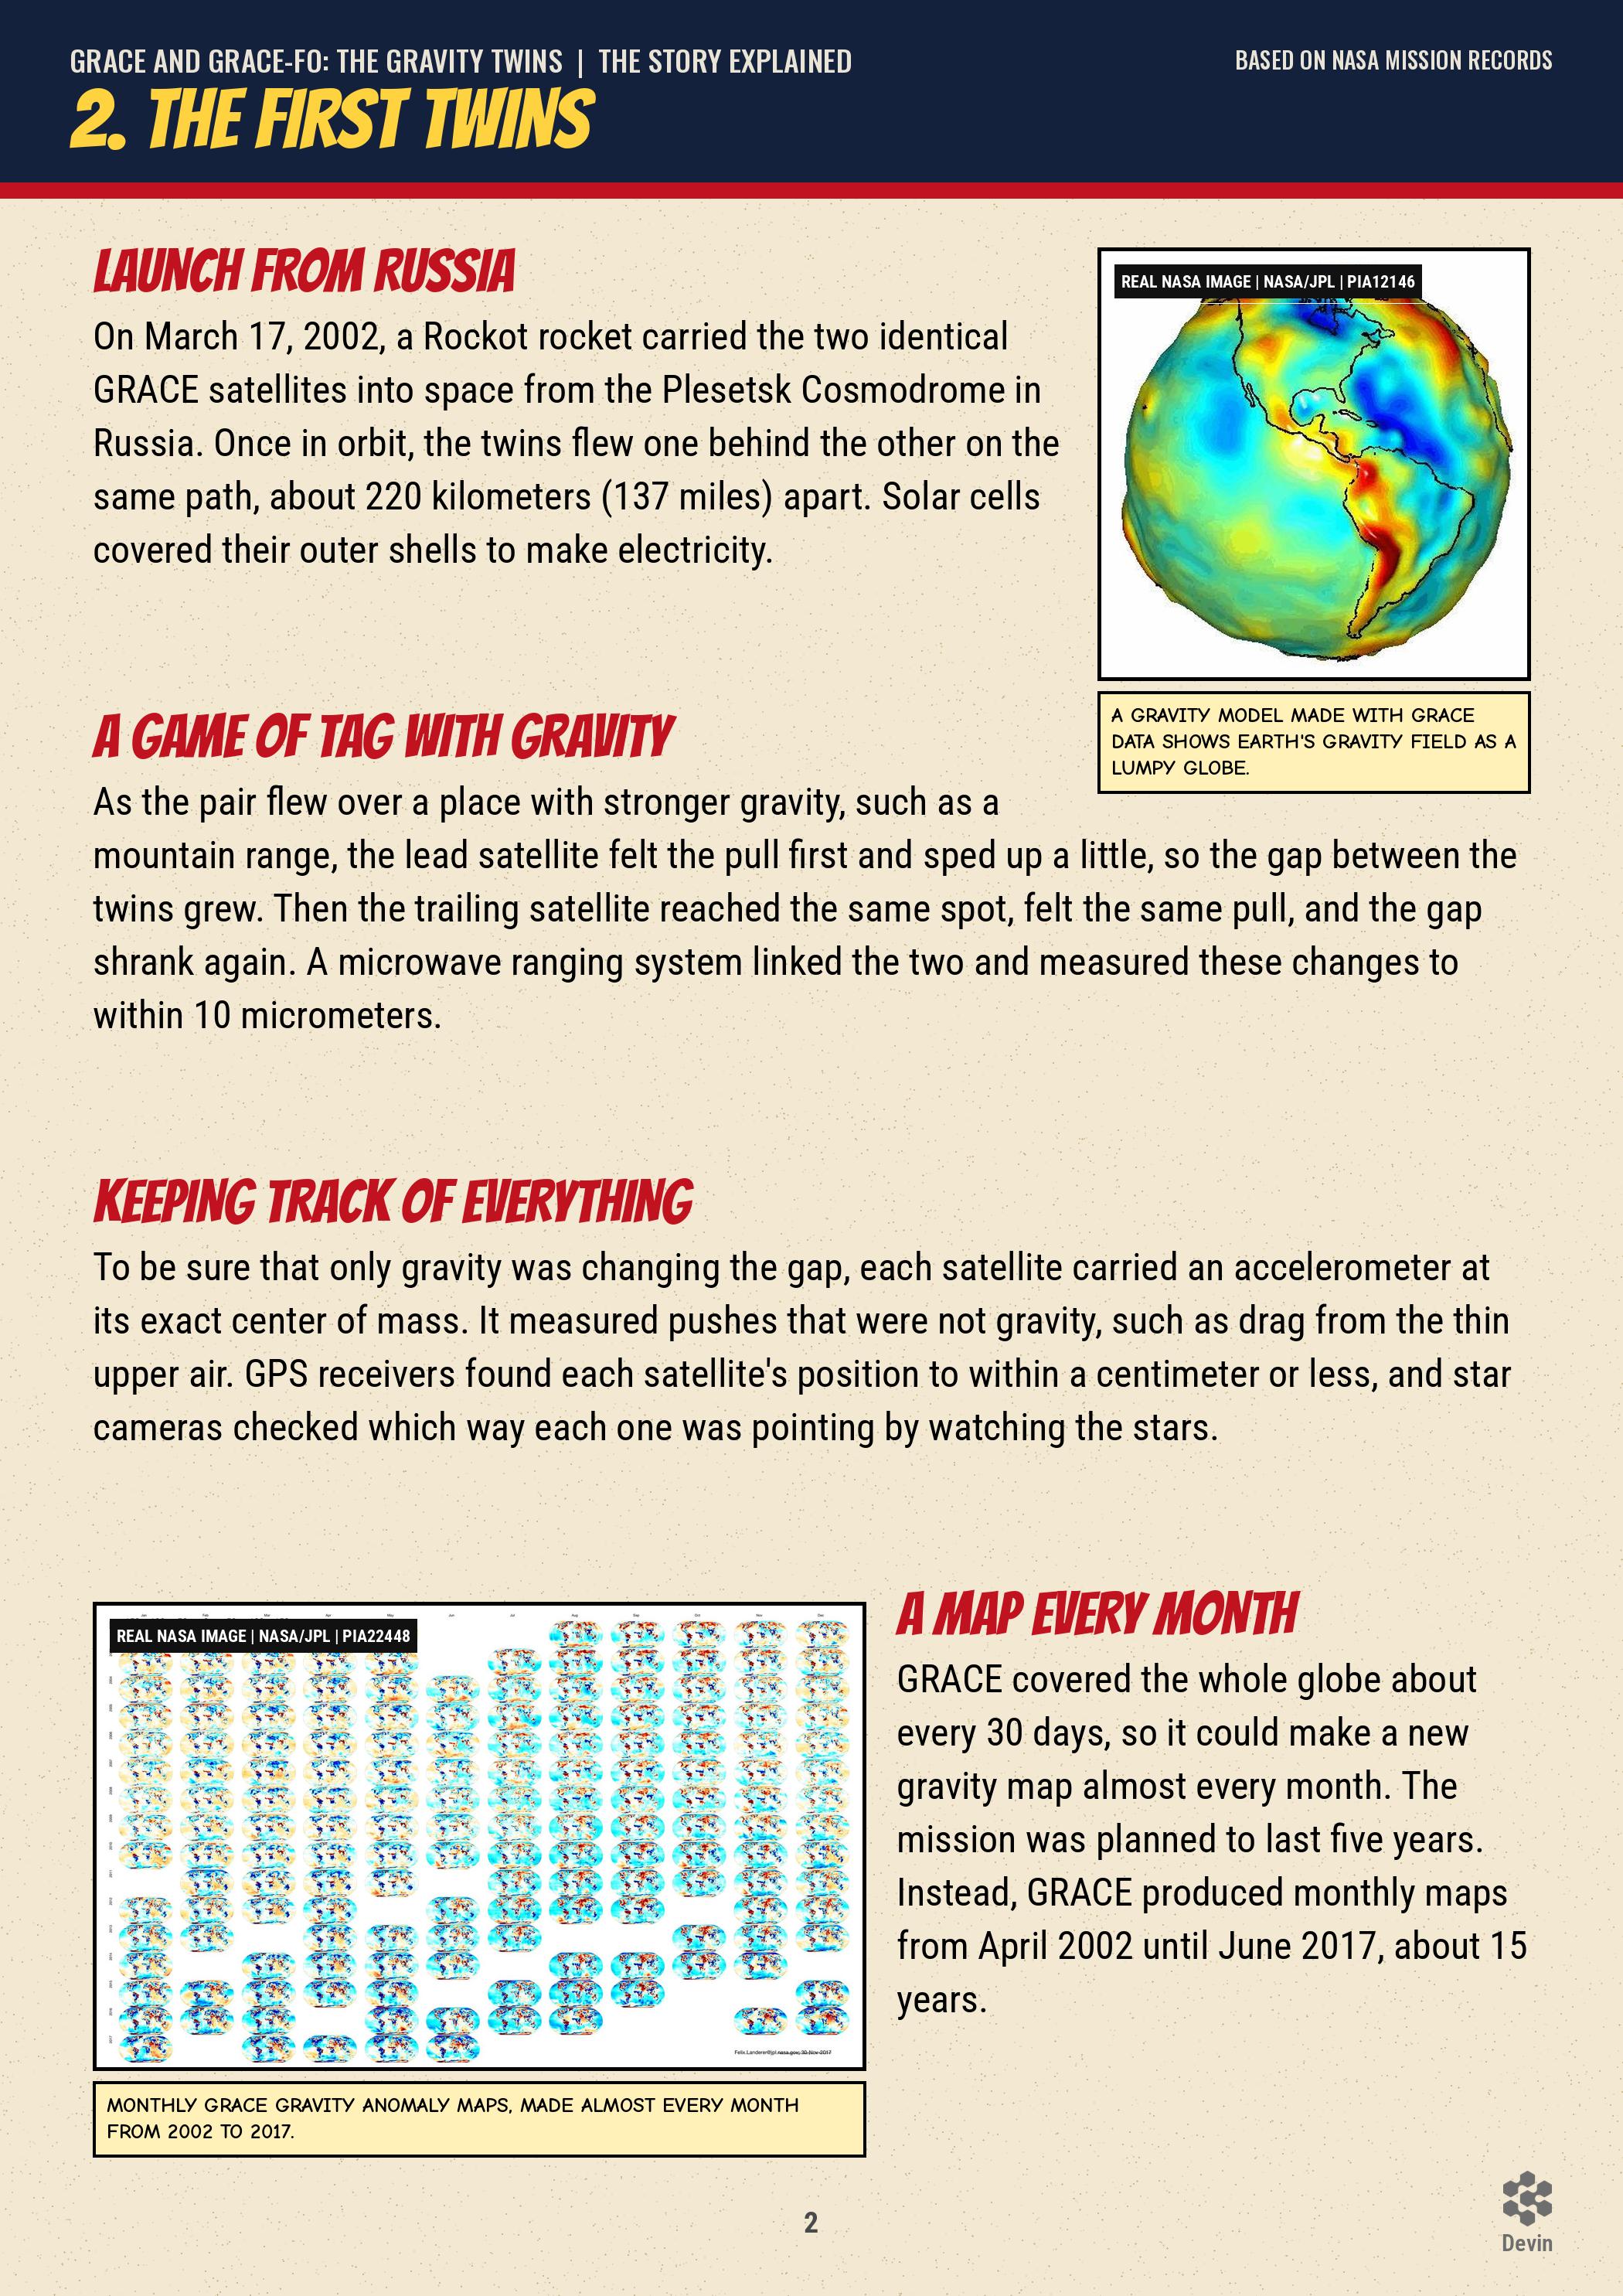 GRACE AND GRACE-FO: THE GRAVITY TWINS | THE STORY EXPLAINED
BASED ON NASA MISSION RECORDS
2. THE FIRST TWINS
LAUNCH FROM RUSSIA
On March 17, 2002, a Rockot rocket carried the two identical
GRACE satellites into space from the Plesetsk Cosmodrome in
Russia. Once in orbit, the twins flew one behind the other on the
same path, about 220 kilometers (137 miles) apart. Solar cells
covered their outer shells to make electricity.
REAL NASA IMAGE | NASA/JPL | PIA12146
A GRAVITY MODEL MADE WITH GRACE
DATA SHOWS EARTH'S GRAVITY FIELD AS A
LUMPY GLOBE.
A GAME OF TAG WITH GRAVITY
As the pair flew over a place with stronger gravity, such as a
mountain range, the lead satellite felt the pull first and sped up a little, so the gap between the
twins grew. Then the trailing satellite reached the same spot, felt the same pull, and the gap
shrank again. A microwave ranging system linked the two and measured these changes to
within 10 micrometers.
KEEPING TRACK OF EVERYTHING
To be sure that only gravity was changing the gap, each satellite carried an accelerometer at
its exact center of mass. It measured pushes that were not gravity, such as drag from the thin
upper air. GPS receivers found each satellite's position to within a centimeter or less, and star
cameras checked which way each one was pointing by watching the stars.
REAL NASA IMAGE | NASA/JPL | PIA22448
MONTHLY GRACE GRAVITY ANOMALY MAPS, MADE ALMOST EVERY MONTH
FROM 2002 TO 2017.
A MAP EVERY MONTH
GRACE covered the whole globe about
every 30 days, so it could make a new
gravity map almost every month. The
mission was planned to last five years.
Instead, GRACE produced monthly maps
from April 2002 until June 2017, about 15
years.
2
Devin